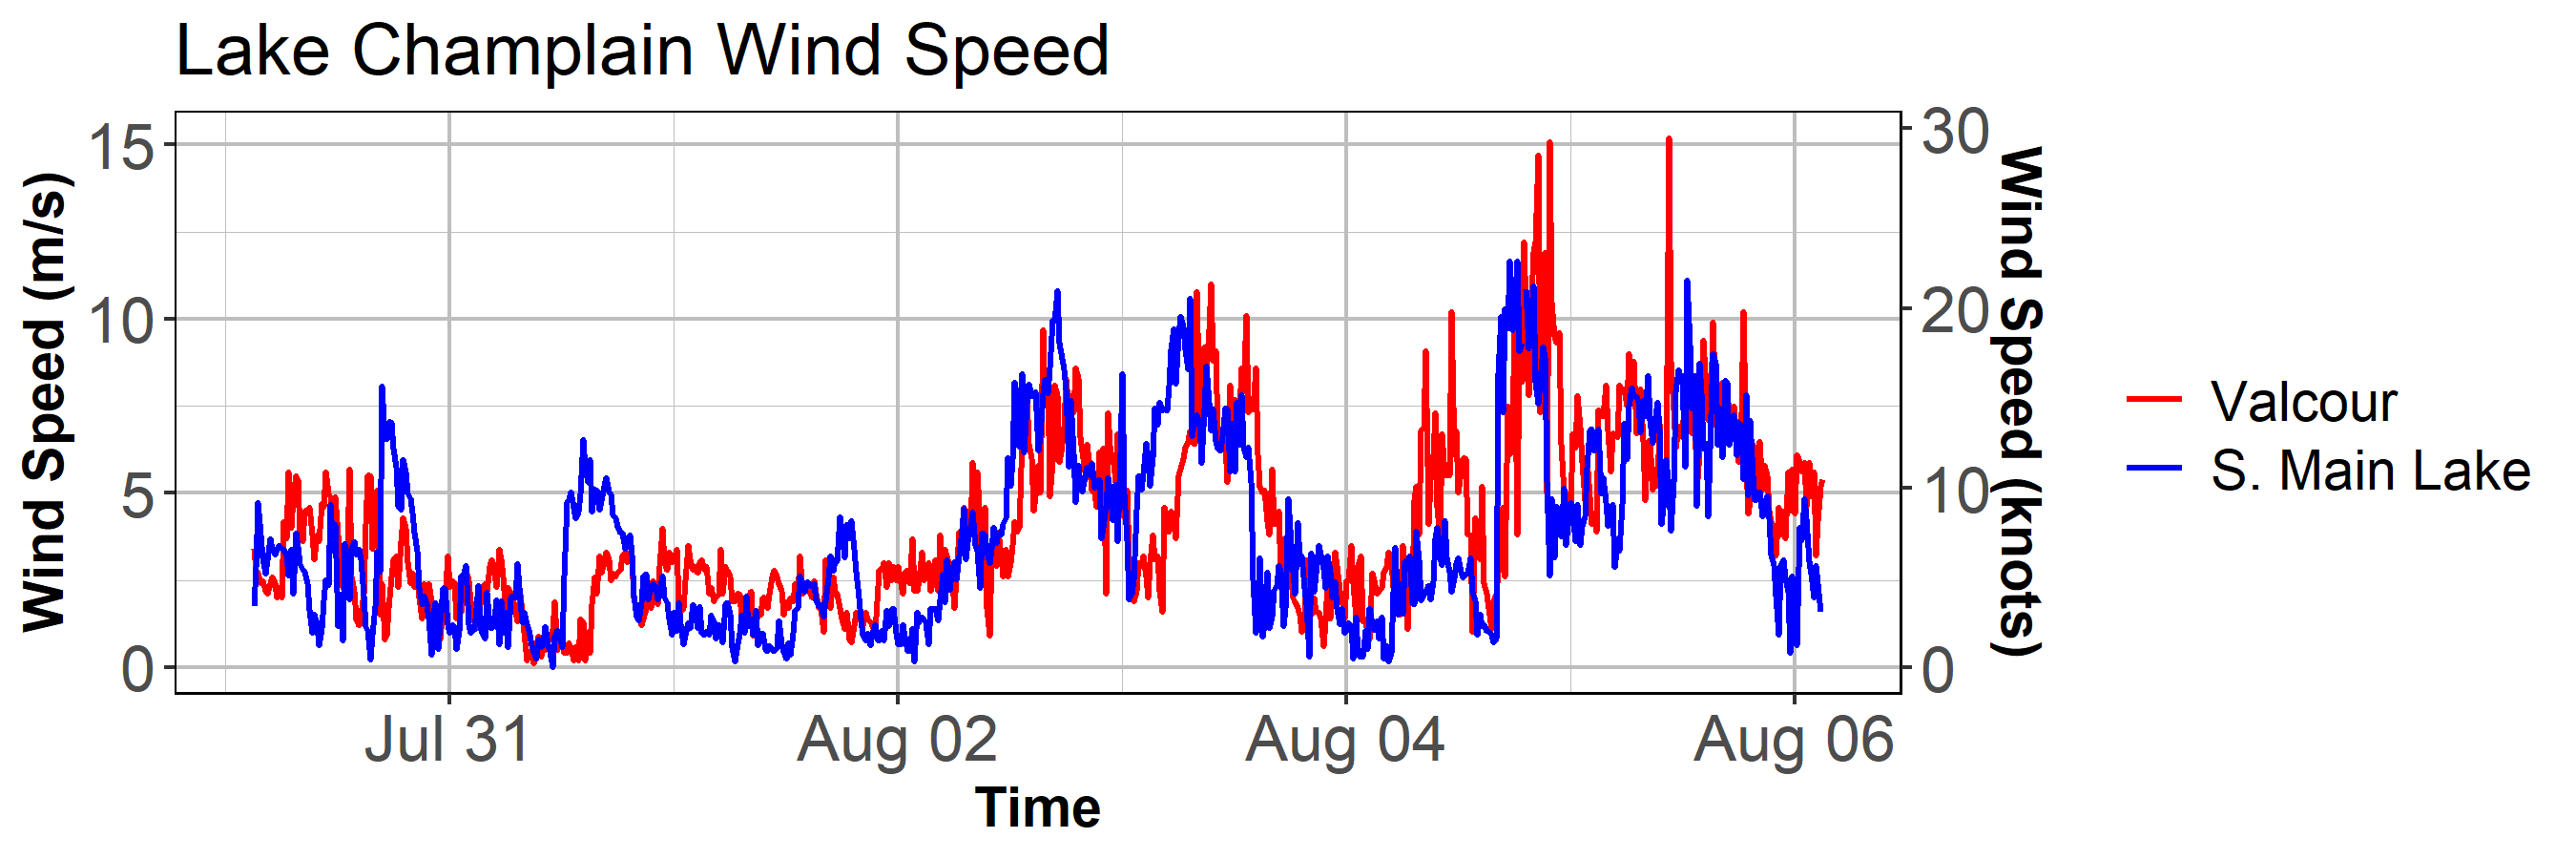 Lake Champlain Wind Speed
Wind Speed (m/s)
15
10
5
0
30
20
10
0
Wind Speed (knots)
Jul 31
Aug 02
Aug 04
Aug 06
Time
Valcour
S. Main Lake